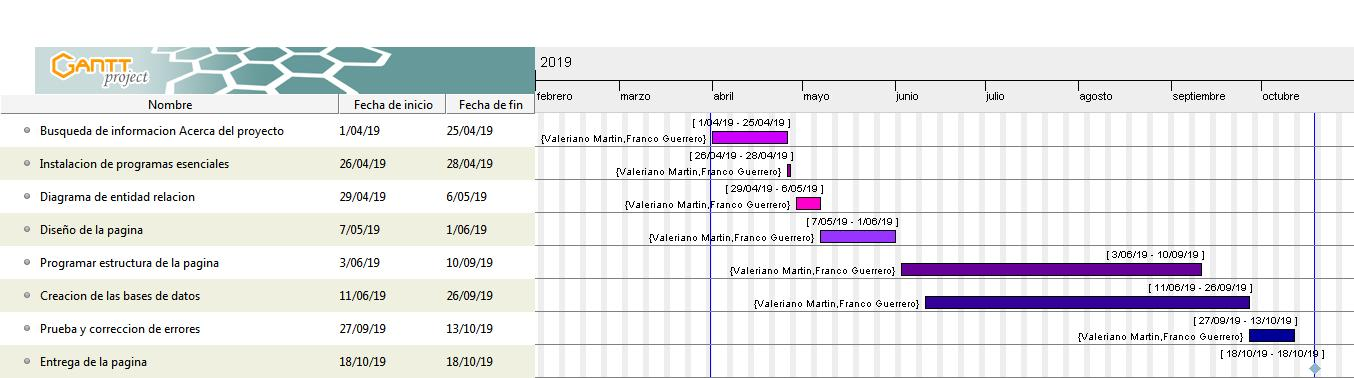 GANTT
project
2019
Nombre Fecha de inicio Fecha de fin
febrero marzo abril mayo junio julio agosto septiembre octubre
Busqueda de informacion Acerca del proyecto 1/04/19 25/04/19
[ 1/04/19 - 25/04/19 ]
{Valeriano Martin,Franco Guerrero}
Instalacion de programas esenciales 26/04/19 28/04/19
[ 26/04/19 - 28/04/19 ]
{Valeriano Martin,Franco Guerrero}
Diagrama de entidad relacion 29/04/19 6/05/19
[ 29/04/19 - 6/05/19 ]
{Valeriano Martin,Franco Guerrero}
Diseño de la pagina 7/05/19 1/06/19
[ 7/05/19 - 1/06/19 ]
{Valeriano Martin,Franco Guerrero}
Programar estructura de la pagina 3/06/19 10/09/19
[ 3/06/19 - 10/09/19 ]
{Valeriano Martin,Franco Guerrero}
Creacion de las bases de datos 11/06/19 26/09/19
[ 11/06/19 - 26/09/19 ]
{Valeriano Martin,Franco Guerrero}
Prueba y correccion de errores 27/09/19 13/10/19
[ 27/09/19 - 13/10/19 ]
{Valeriano Martin,Franco Guerrero}
Entrega de la pagina 18/10/19 18/10/19
[ 18/10/19 - 18/10/19 ]